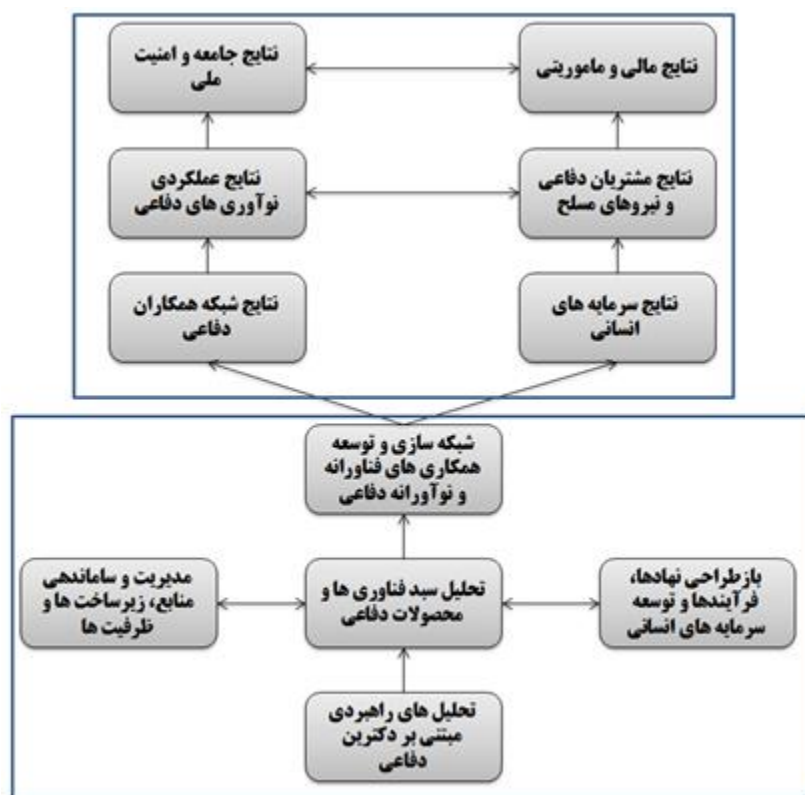 نتایج مالی و ماموریتی
نتایج جامعه و امنیت
ملی
نتایج مشتریان دفاعی
و نیروهای مسلح
نتایج عملکردی
نوآوری های دفاعی
نتایج سرمایه های
انسانی
نتایج شبکه همکاران
دفاعی
شبکه سازی و توسعه
همکاری های فناورانه
و نوآورانه دفاعی
بازطراحی نهادها،
فرآیندها و توسعه
سرمایه های انسانی
تحلیل سبد فناوری ها و
محصولات دفاعی
مدیریت و ساماندهی
منابع، زیرساخت ها و
ظرفیت ها
تحلیل های راهبردی
مبتنی بر دکترین
دفاعی